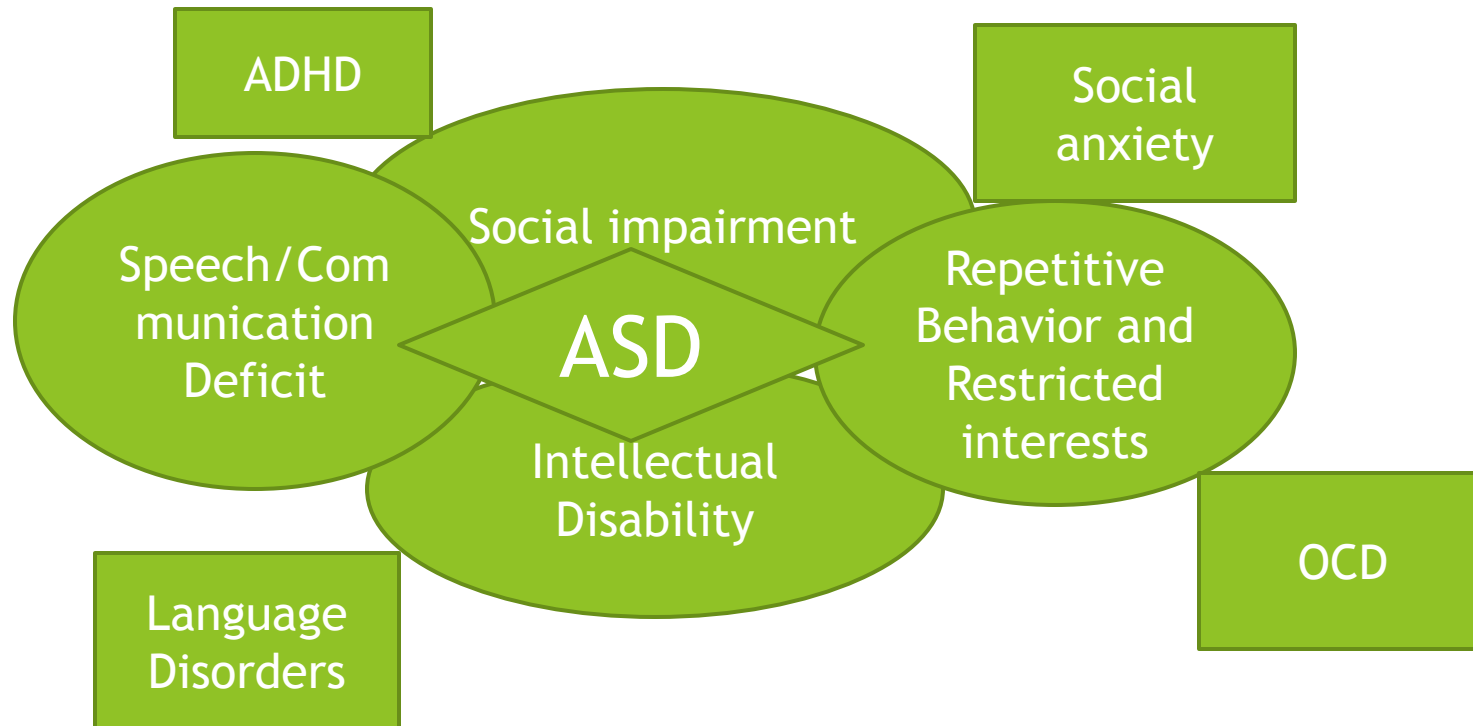 ADHD
Social
anxiety
Social impairment
Speech/Com
munication
Deficit
Repetitive
Behavior and
Restricted
interests
ASD
Intellectual
Disability
OCD
Language
Disorders